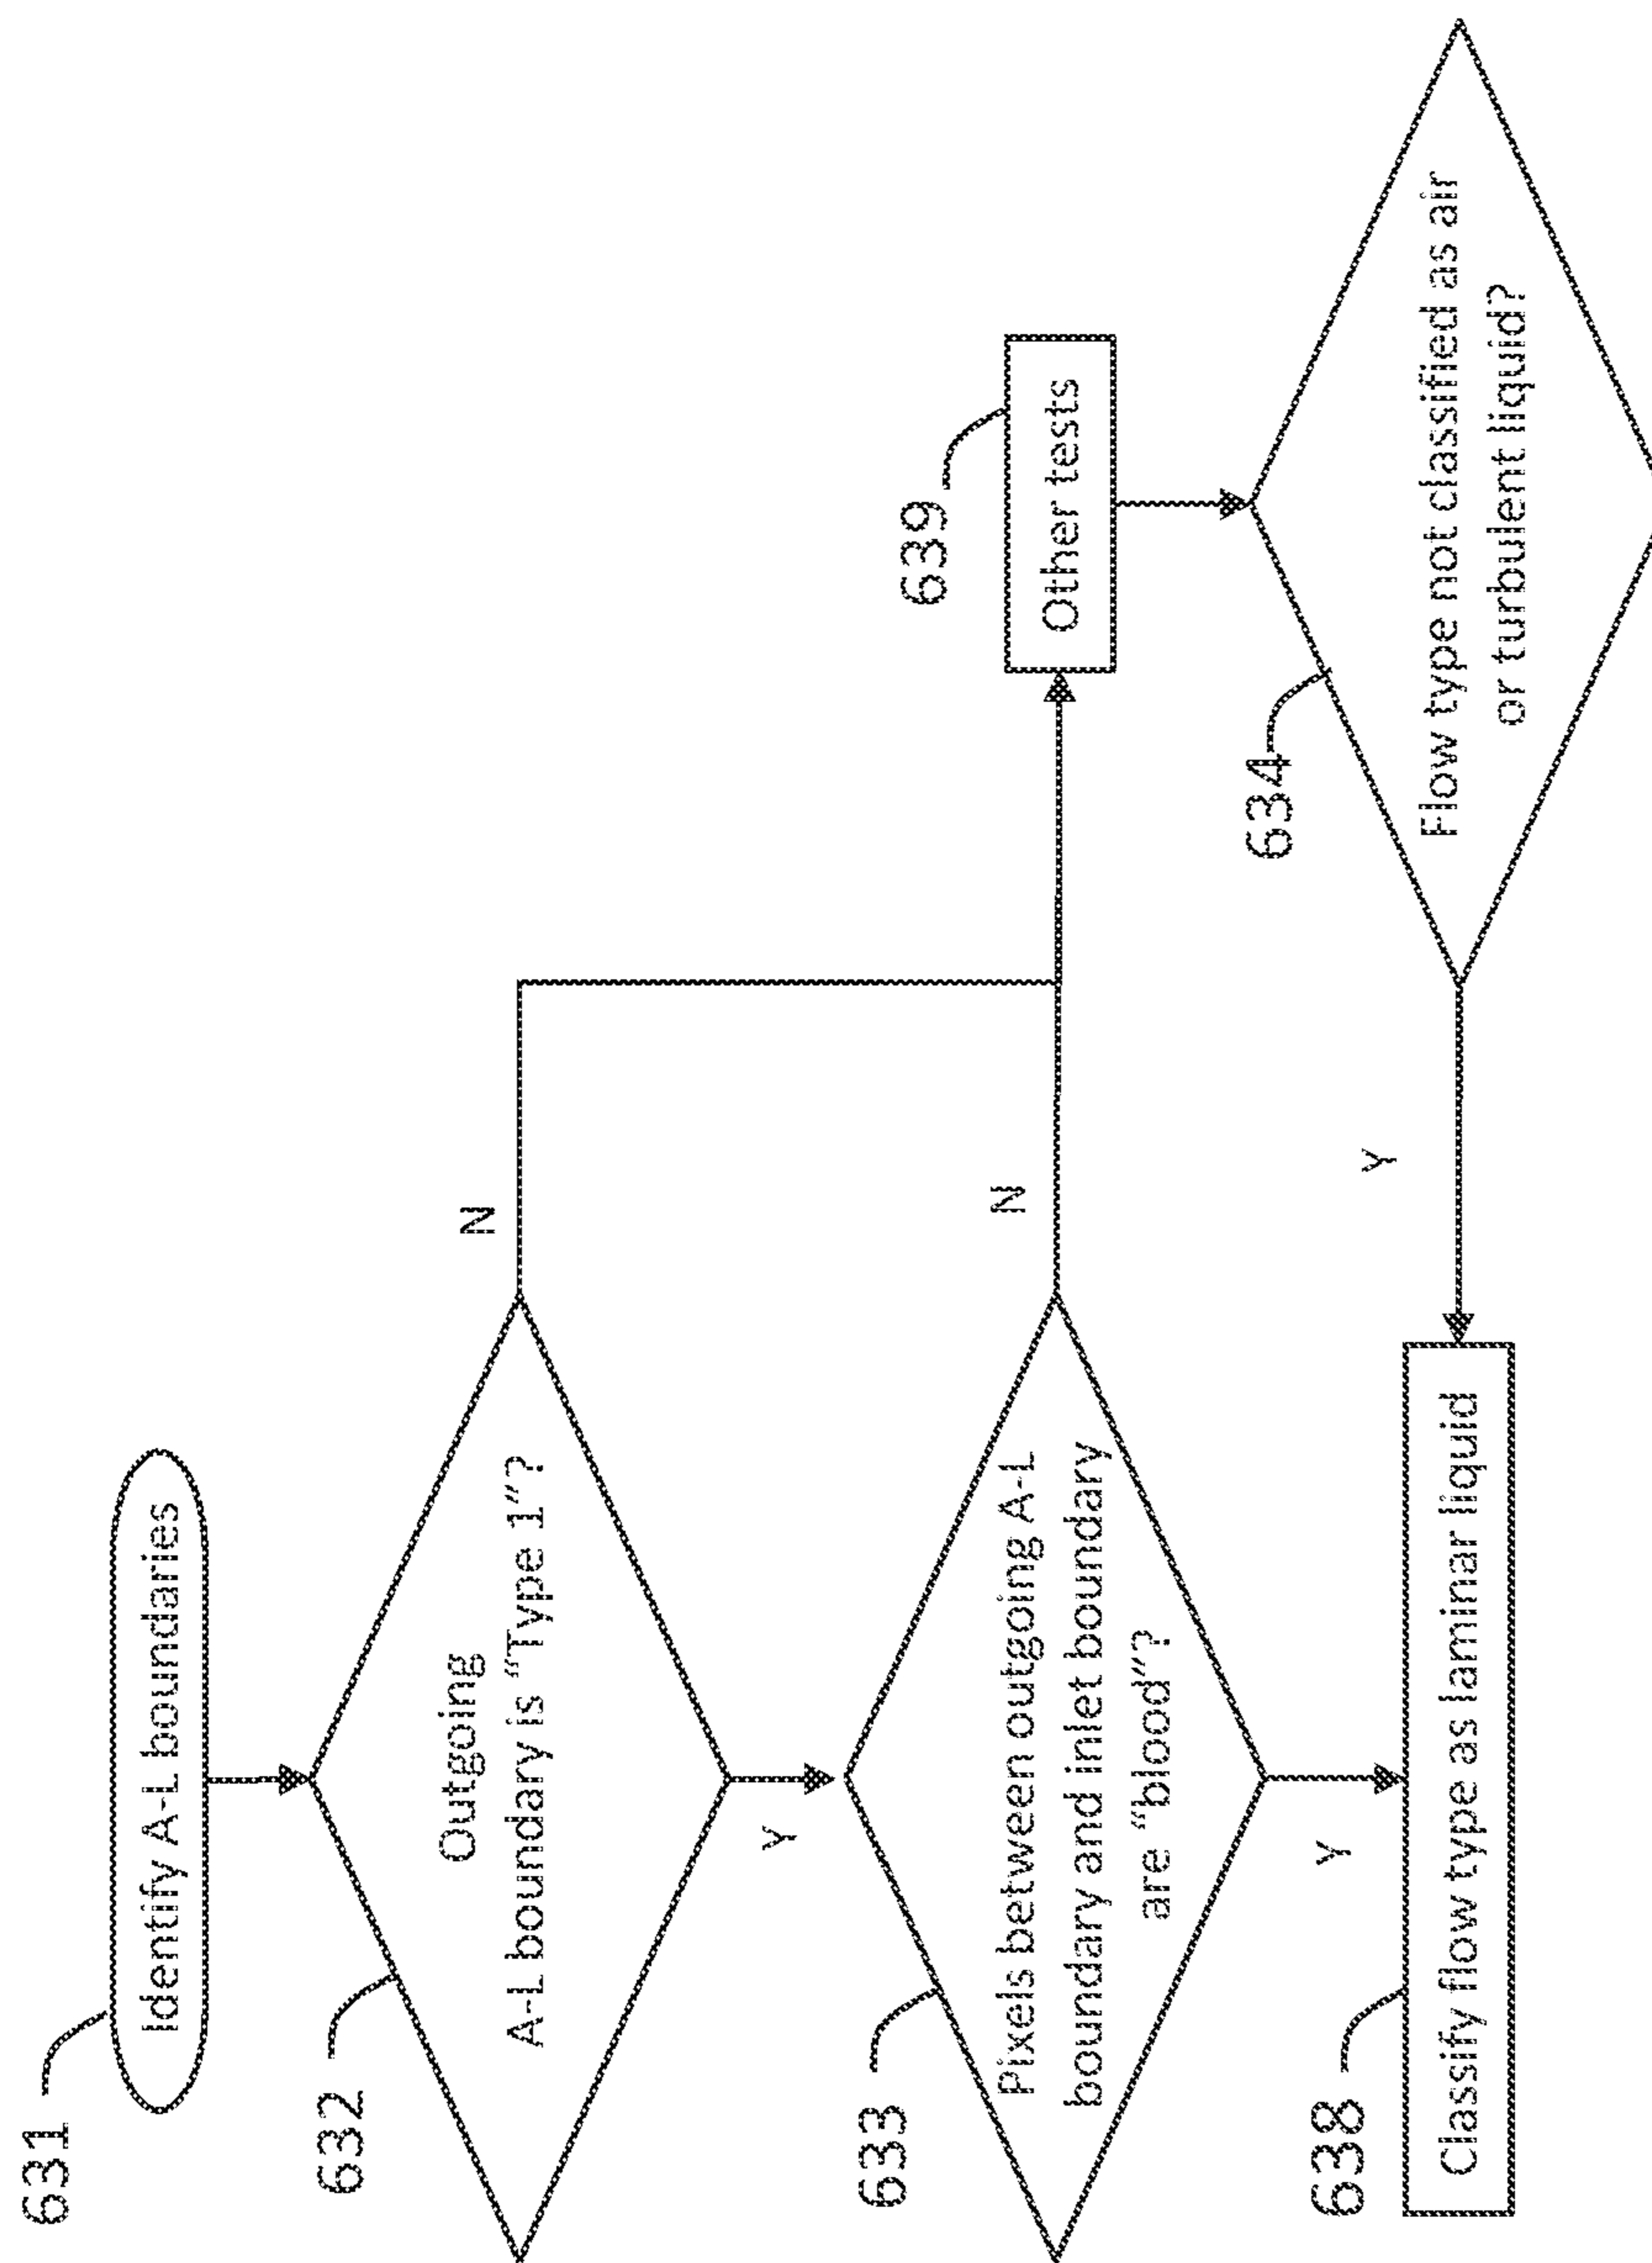 631
Identify A-L boundaries
632
Outgoing
A-L boundary is "Type 1"?
N
Y
633
Pixels between outgoing A-L
boundary and inlet boundary
are "blood"?
N
Y
639
Other tests
634
Flow type not classified as air
or turbulent liquid?
Y
638
Classify flow type as laminar liquid